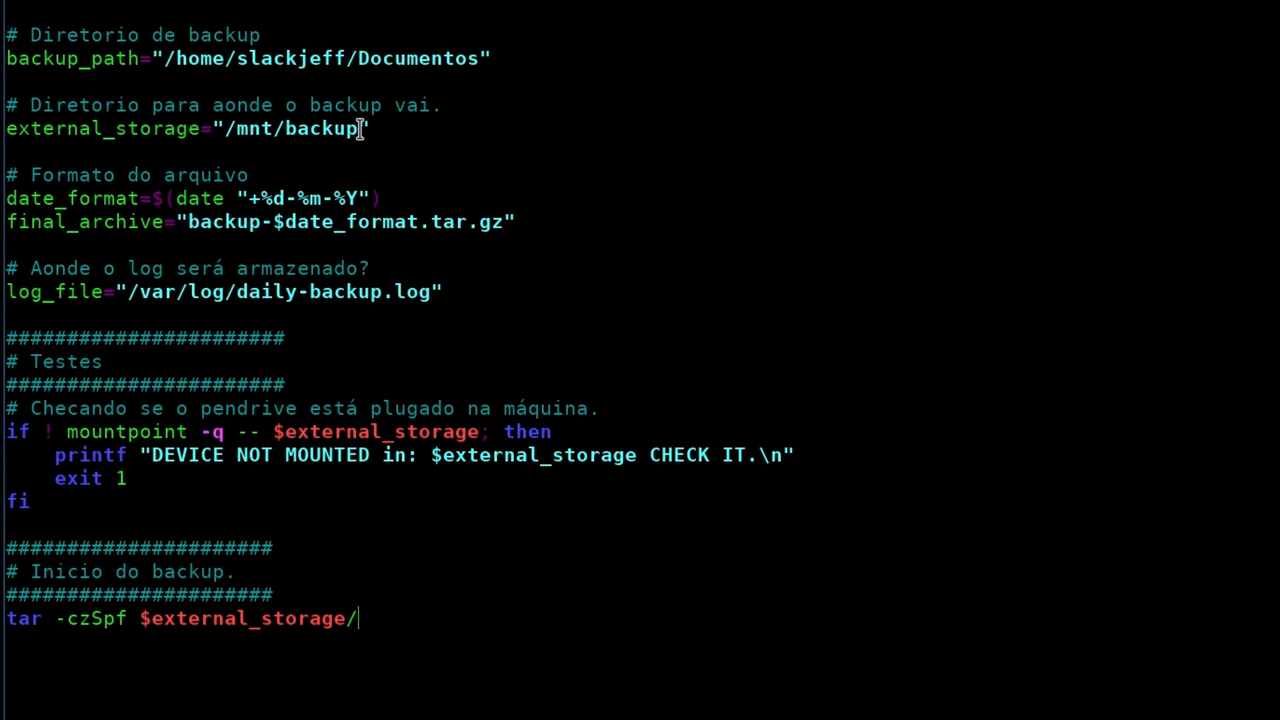 # Diretorio de backup
backup_path="/home/slackjeff/Documentos"
# Diretorio para aonde o backup vai.
external_storage="/mnt/backup"
# Formato do arquivo
date_format=$(date "+%d-%m-%Y")
final_archive="backup-$date_format.tar.gz"
# Aonde o log será armazenado?
log_file="/var/log/daily-backup.log"
#######################
# Testes
#######################
# Checando se o pendrive está plugado na máquina.
if ! mountpoint -q -- $external_storage; then
    printf "DEVICE NOT MOUNTED in: $external_storage CHECK IT.\n"
    exit 1
fi
######################
# Inicio do backup.
######################
tar -czSpf $external_storage/